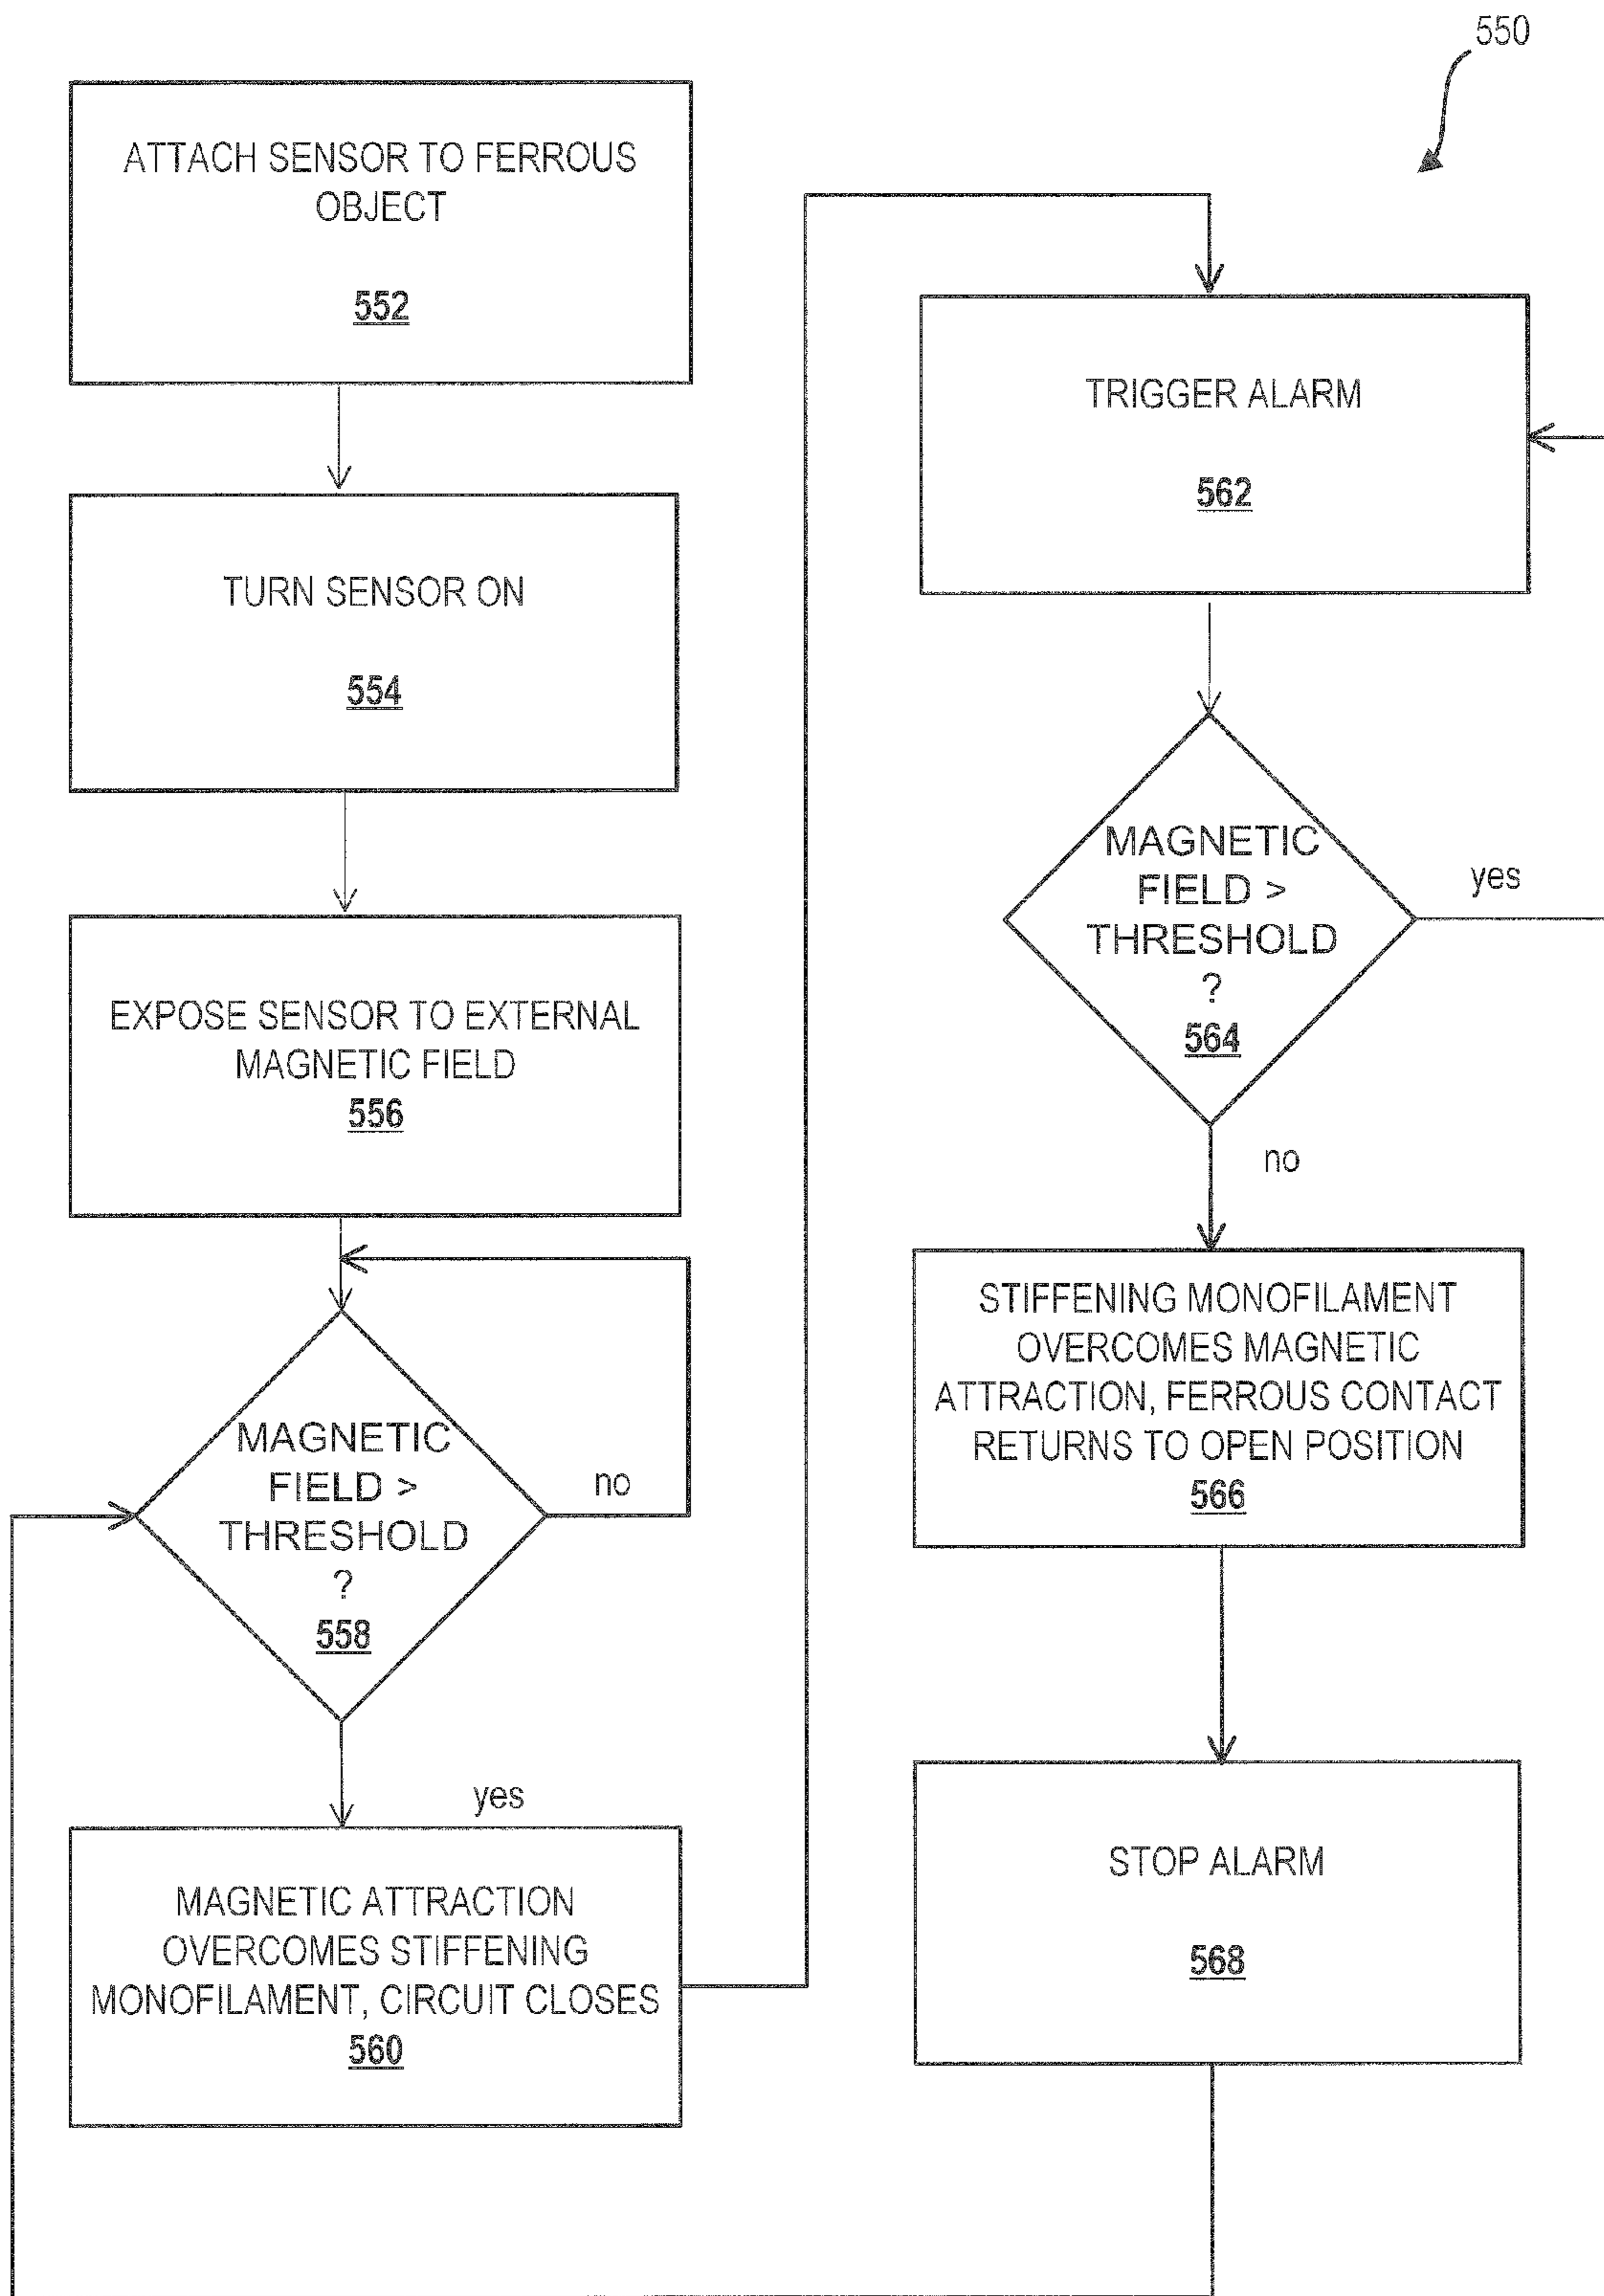 550
ATTACH SENSOR TO FERROUS
OBJECT
552
TURN SENSOR ON
554
EXPOSE SENSOR TO EXTERNAL
MAGNETIC FIELD
556
MAGNETIC
FIELD >
THRESHOLD
?
558
no
yes
MAGNETIC ATTRACTION
OVERCOMES STIFFENING
MONOFILAMENT, CIRCUIT CLOSES
560
TRIGGER ALARM
562
MAGNETIC
FIELD >
THRESHOLD
?
564
yes
no
STIFFENING MONOFILAMENT
OVERCOMES MAGNETIC
ATTRACTION, FERROUS CONTACT
RETURNS TO OPEN POSITION
566
STOP ALARM
568